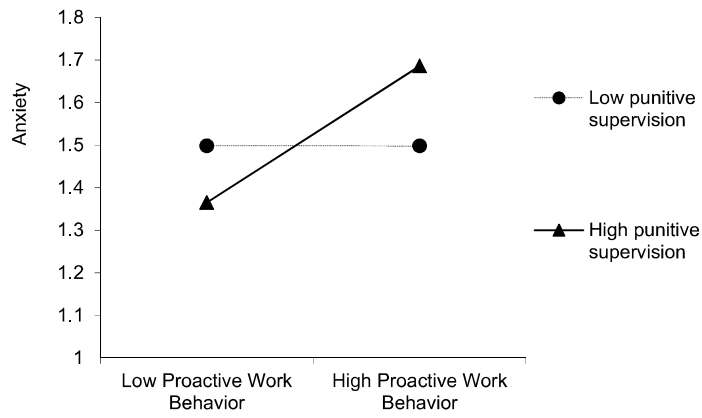 1.8
1.7
1.6
1.5
1.4
1.3
1.2
1.1
1
Anxiety
Low Proactive Work
Behavior
High Proactive Work
Behavior
Low punitive
supervision
High punitive
supervision